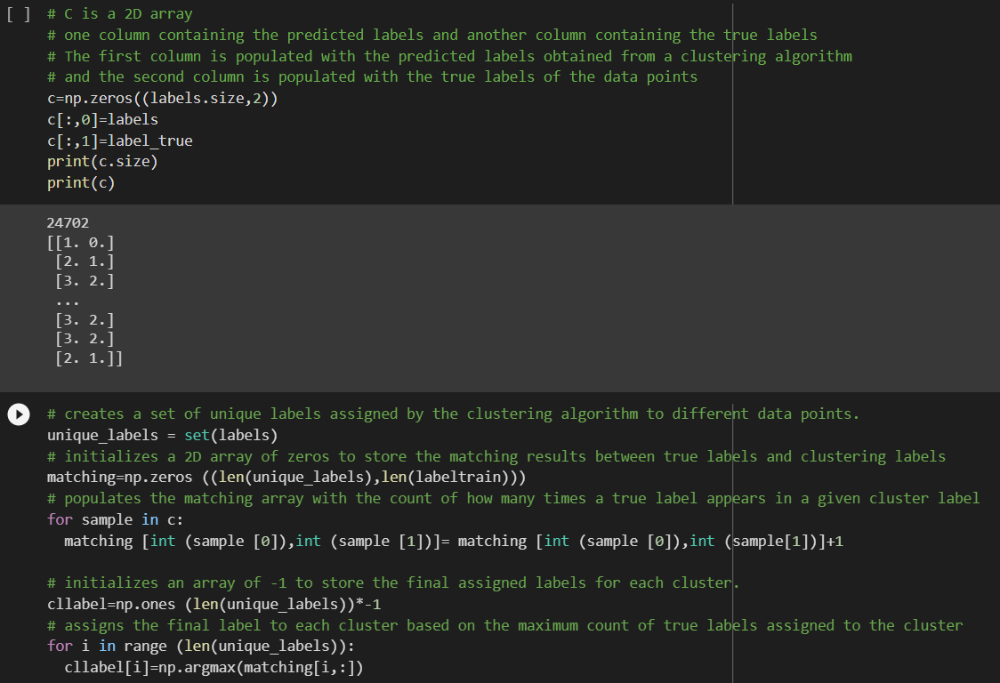 [ ] # C is a 2D array
# one column containing the predicted labels and another column containing the true labels
# The first column is populated with the predicted labels obtained from a clustering algorithm
# and the second column is populated with the true labels of the data points
c=np.zeros((labels.size,2))
c[:,0]=labels
c[:,1]=label_true
print(c.size)
print(c)
24702
[[1. 0.]
 [2. 1.]
 [3. 2.]
 ...
 [3. 2.]
 [3. 2.]
 [2. 1.]]
# creates a set of unique labels assigned by the clustering algorithm to different data points.
unique_labels = set(labels)
# initializes a 2D array of zeros to store the matching results between true labels and clustering labels
matching=np.zeros ((len(unique_labels),len(labeltrain)))
# populates the matching array with the count of how many times a true label appears in a given cluster label
for sample in c:
  matching [int (sample [0]),int (sample [1])]= matching [int (sample [0]),int (sample[1])]+1
# initializes an array of -1 to store the final assigned labels for each cluster.
cllabel=np.ones (len(unique_labels))*-1
# assigns the final label to each cluster based on the maximum count of true labels assigned to the cluster
for i in range (len(unique_labels)):
  cllabel[i]=np.argmax(matching[i,:])